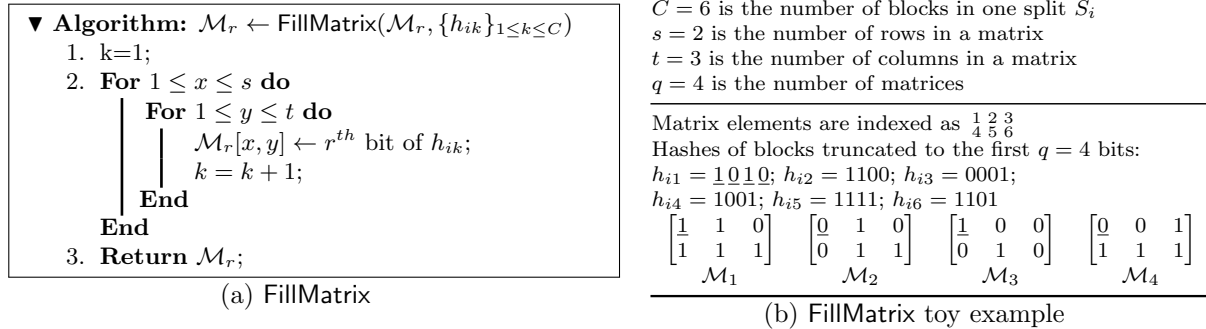 ▼ Algorithm: M_r ← FillMatrix(M_r, {h_ik}_{1≤k≤C})
1. k=1;
2. For 1 ≤ x ≤ s do
For 1 ≤ y ≤ t do
M_r[x, y] ← r^th bit of h_ik;
k = k + 1;
End
End
3. Return M_r;
(a) FillMatrix
C = 6 is the number of blocks in one split S_i
s = 2 is the number of rows in a matrix
t = 3 is the number of columns in a matrix
q = 4 is the number of matrices
Matrix elements are indexed as 1 2 3
4 5 6
Hashes of blocks truncated to the first q = 4 bits:
h_i1 = 1010; h_i2 = 1100; h_i3 = 0001;
h_i4 = 1001; h_i5 = 1111; h_i6 = 1101
[1 1 0] [0 1 0] [1 0 0] [0 0 1]
[1 1 1] [0 1 1] [0 1 0] [1 1 1]
M_1 M_2 M_3 M_4
(b) FillMatrix toy example